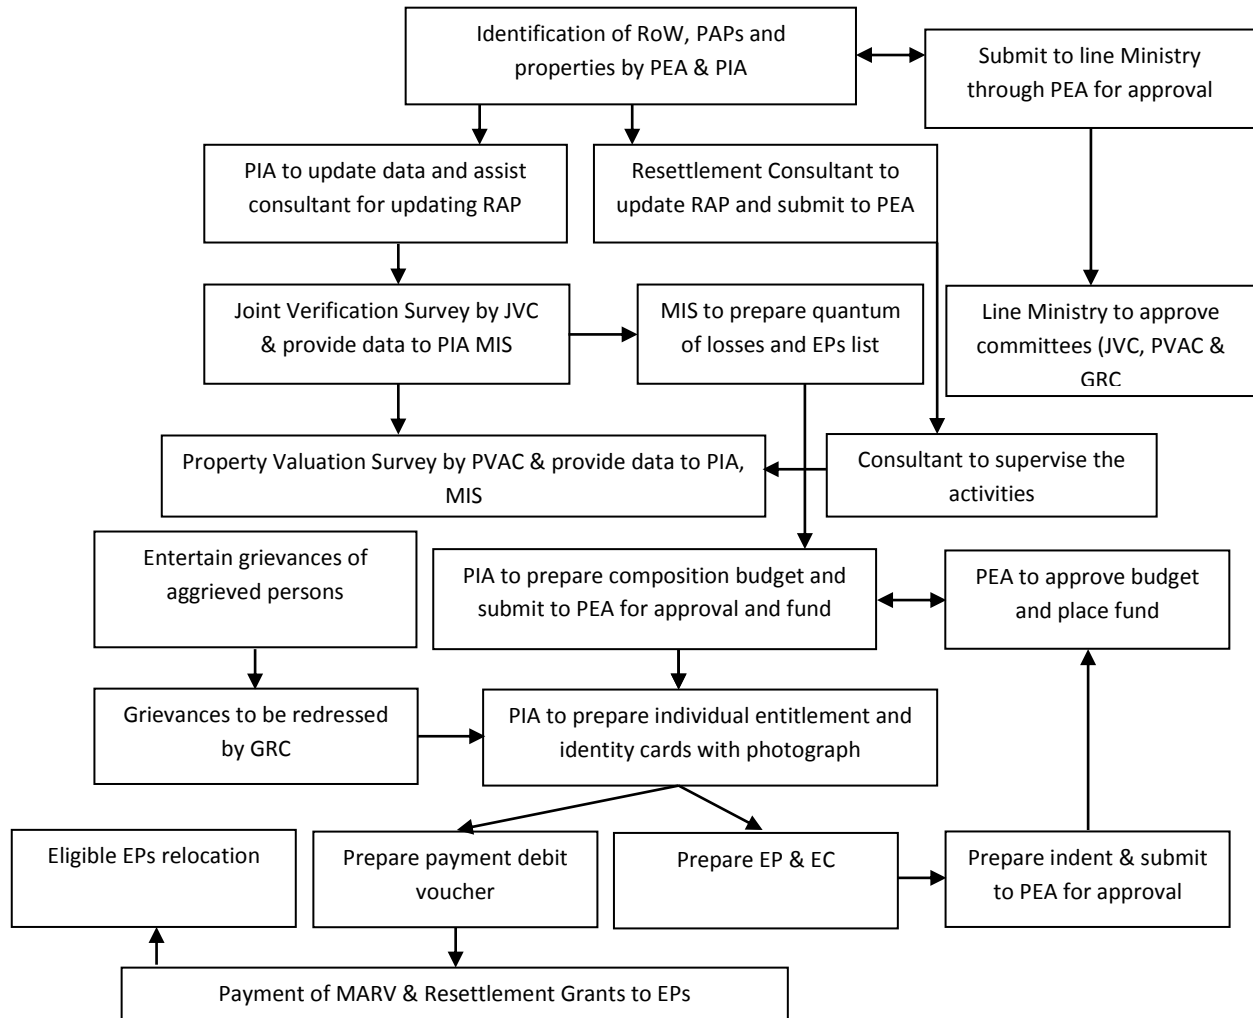 Identification of RoW, PAPs and
properties by PEA & PIA
Submit to line Ministry
through PEA for approval
PIA to update data and assist
consultant for updating RAP
Resettlement Consultant to
update RAP and submit to PEA
Joint Verification Survey by JVC
& provide data to PIA MIS
MIS to prepare quantum
of losses and EPs list
Line Ministry to approve
committees (JVC, PVAC &
GRC
Property Valuation Survey by PVAC & provide data to PIA,
MIS
Consultant to supervise the
activities
Entertain grievances of
aggrieved persons
PIA to prepare composition budget and
submit to PEA for approval and fund
PEA to approve budget
and place fund
Grievances to be redressed
by GRC
PIA to prepare individual entitlement and
identity cards with photograph
Eligible EPs relocation
Prepare payment debit
voucher
Prepare EP & EC
Prepare indent & submit
to PEA for approval
Payment of MARV & Resettlement Grants to EPs